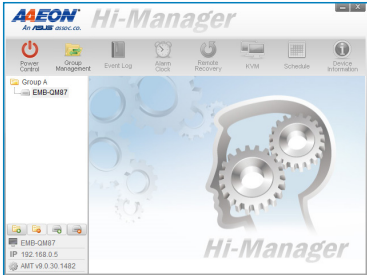 AAEON
An ASUS assoc.co.
Hi-Manager
Power Control
Group Management
Event Log
Alarm Clock
Remote Recovery
KVM
Schedule
Device Information
Group A
EMB-QM87
EMB-QM87
IP 192.168.0.5
AMT v9.0.30.1482
Hi-Manager